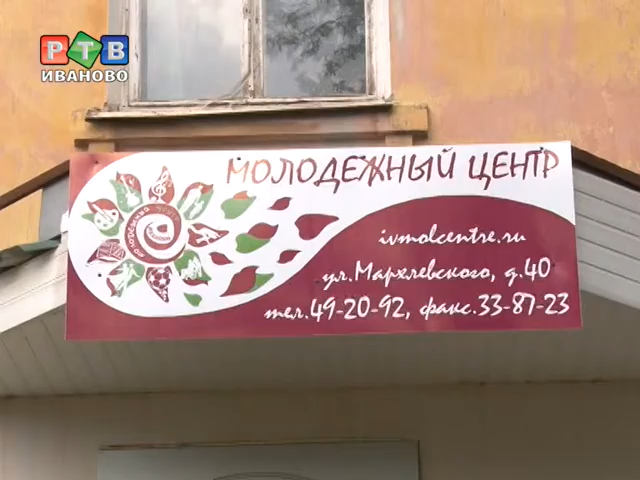 РТВ
ИВАНОВО
МОЛОДЕЖНЫЙ ЦЕНТР
ivmolcentre.ru
ул.Мархлевского, д.40
тел.49-20-92, факс.33-87-23